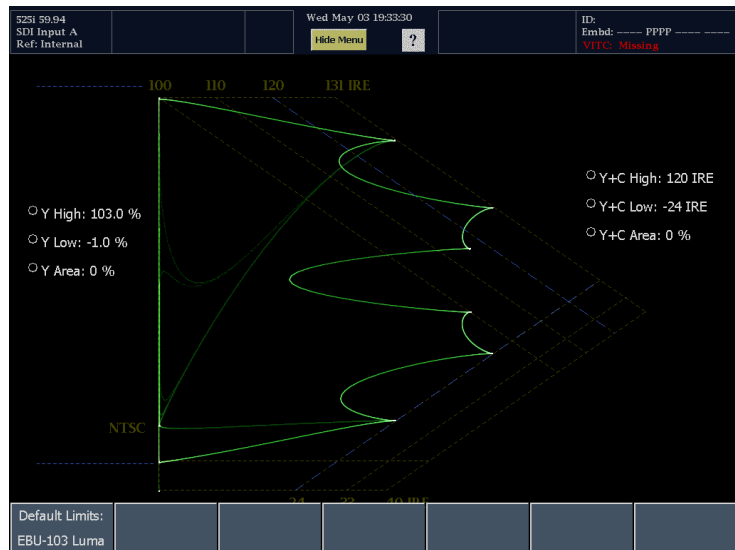 525i 59.94
SDI Input A
Ref: Internal
Wed May 03 19:33:30
Hide Menu
?
ID:
Embd: ---- PPPP ---- ----
VITC: Missing
100 110 120 131 IRE
Y High: 103.0 %
Y Low: -1.0 %
Y Area: 0 %
Y+C High: 120 IRE
Y+C Low: -24 IRE
Y+C Area: 0 %
NTSC
24 33 40 IRE
Default Limits:
EBU-103 Luma